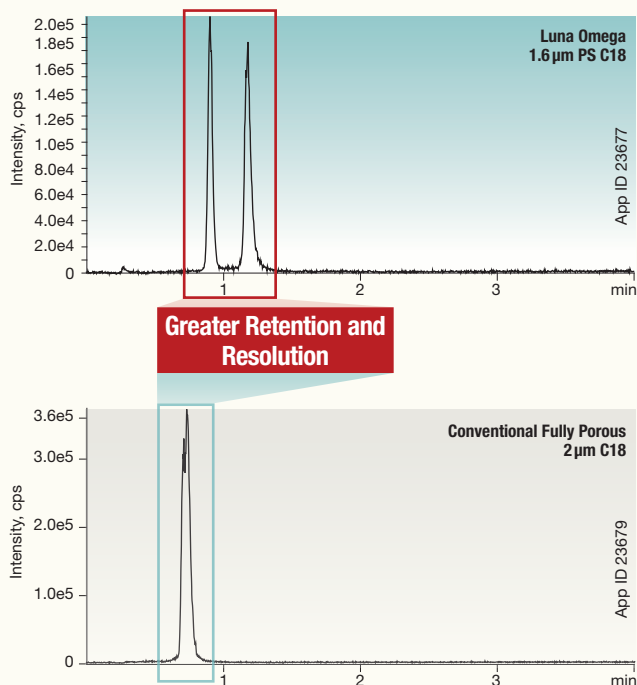 Luna Omega
1.6 µm PS C18
App ID 23677
Intensity, cps
2.0e5
1.8e5
1.6e5
1.4e5
1.2e5
1.0e5
8.0e4
6.0e4
4.0e4
2.0e4
0
1
2
3
min
Greater Retention and
Resolution
Conventional Fully Porous
2 µm C18
App ID 23679
Intensity, cps
3.6e5
3.0e5
2.0e5
1.0e5
0
1
2
3
min